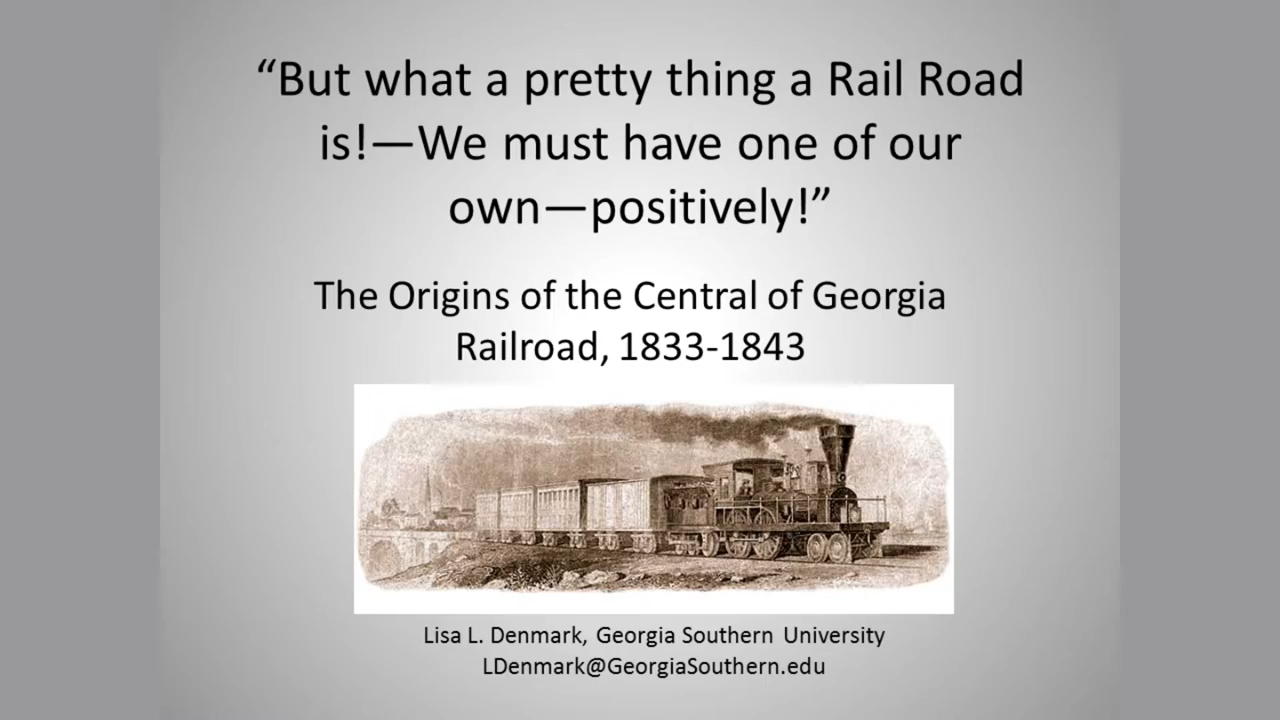 “But what a pretty thing a Rail Road
is!—We must have one of our
own—positively!”
The Origins of the Central of Georgia
Railroad, 1833-1843
Lisa L. Denmark, Georgia Southern University
LDenmark@GeorgiaSouthern.edu